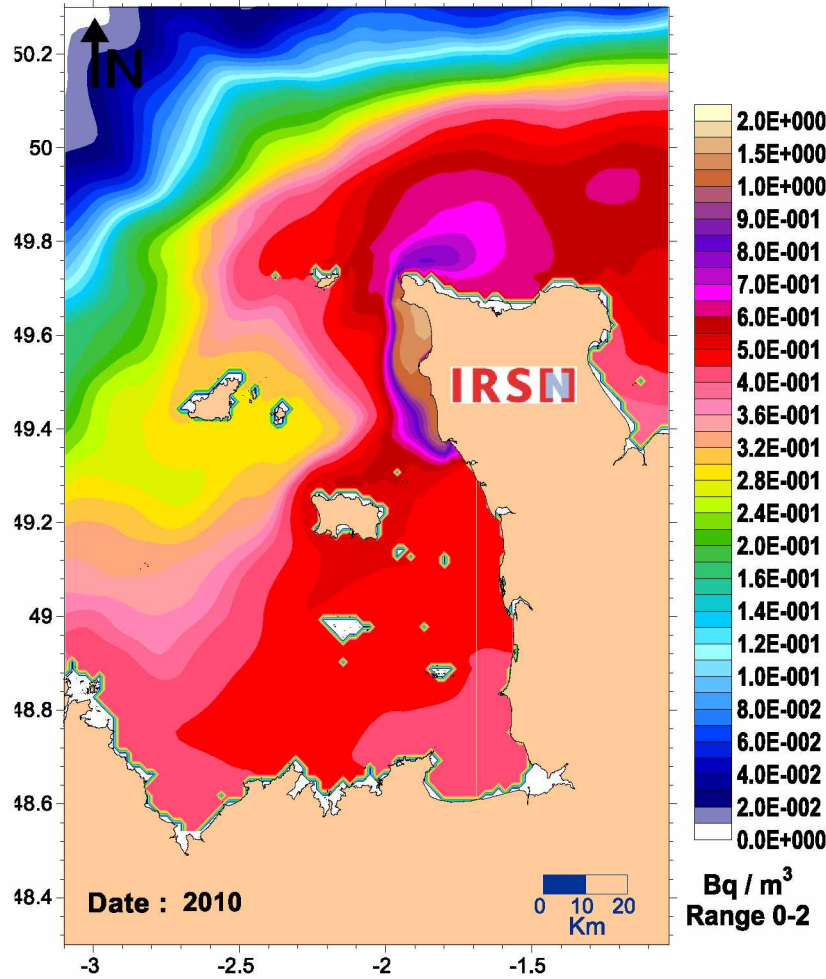 50.2
50
49.8
49.6
49.4
49.2
49
48.8
48.6
48.4
-3
-2.5
-2
-1.5
N
IRSN
Date : 2010
0 10 20
Km
2.0E+000
1.5E+000
1.0E+000
9.0E-001
8.0E-001
7.0E-001
6.0E-001
5.0E-001
4.0E-001
3.6E-001
3.2E-001
2.8E-001
2.4E-001
2.0E-001
1.6E-001
1.4E-001
1.2E-001
1.0E-001
8.0E-002
6.0E-002
4.0E-002
2.0E-002
0.0E+000
Bq / m³
Range 0-2